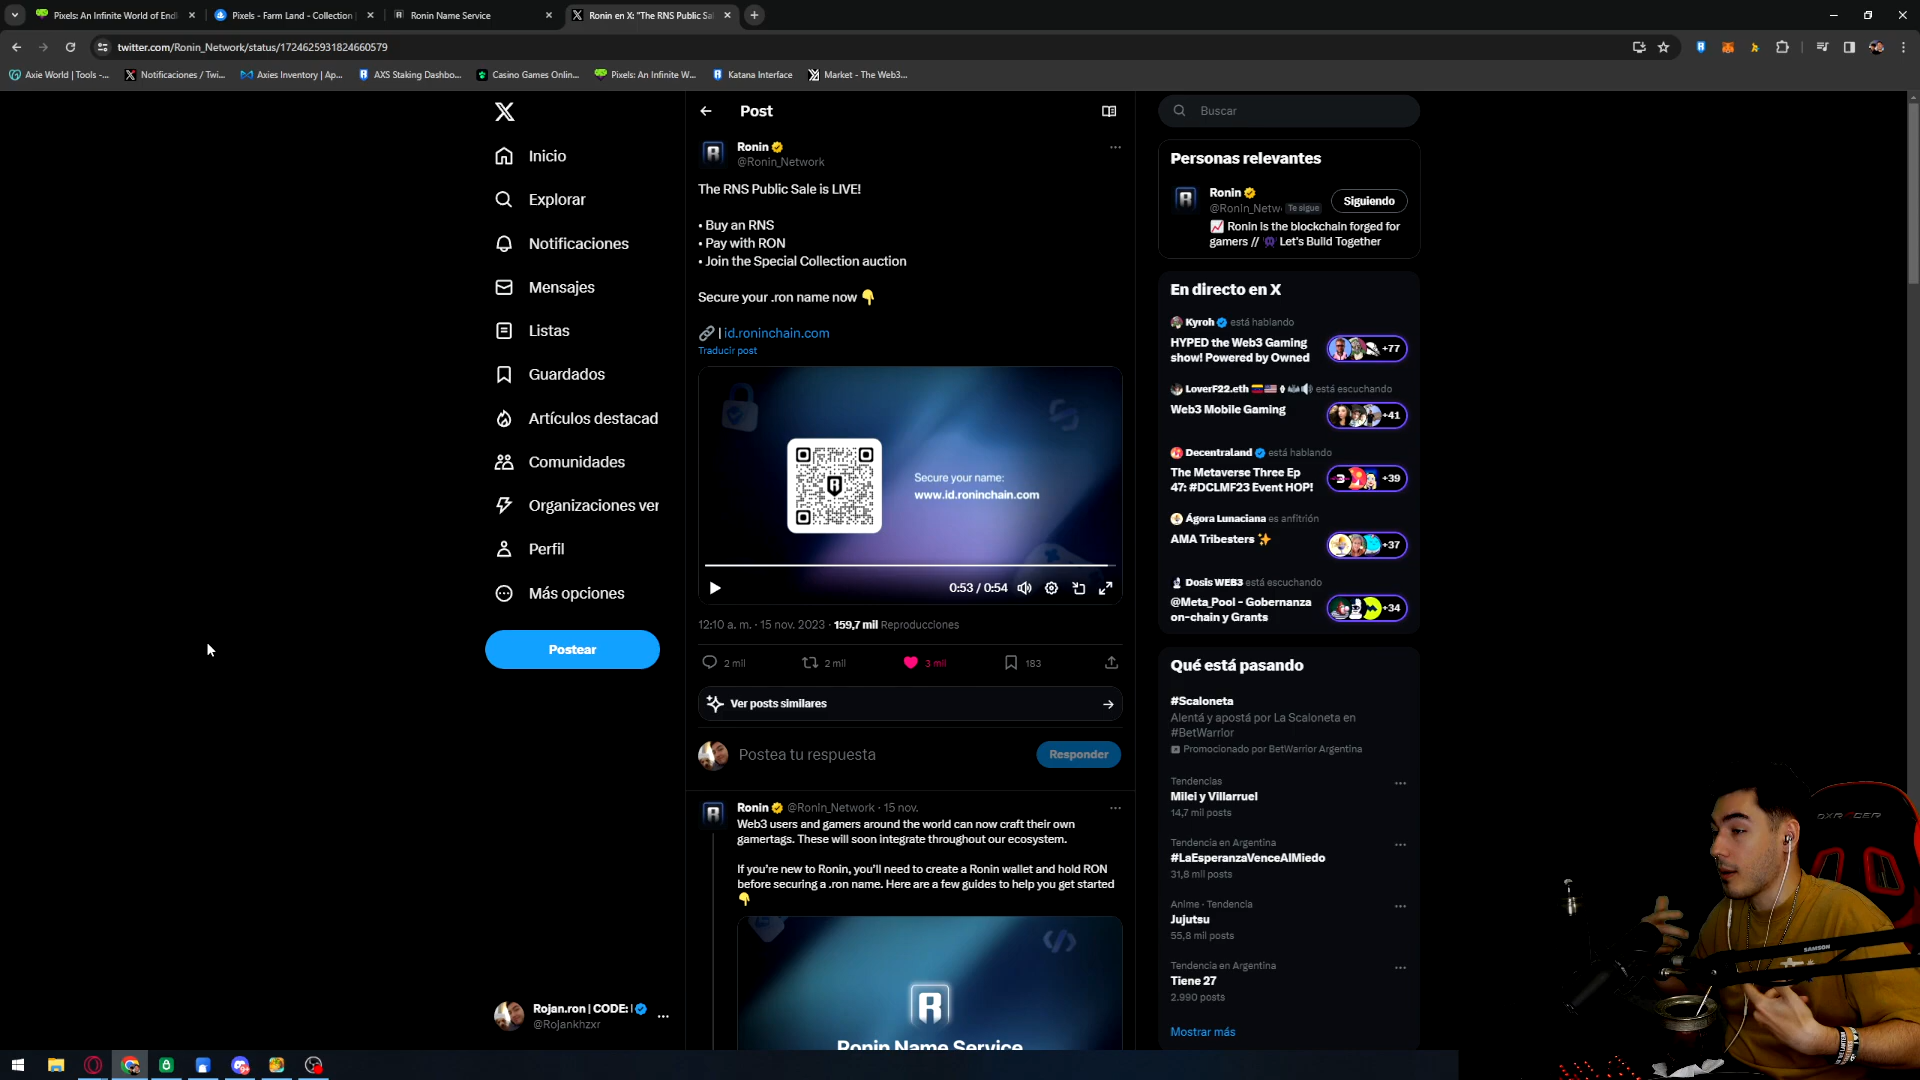 Pixels: An Infinite World of Endl
Pixels - Farm Land - Collection
Ronin Name Service
Ronin en X: "The RNS Public Sa
twitter.com/Ronin_Network/status/1724625931824660579
Axie World | Tools -...
Notificaciones / Twi...
Axies Inventory | Ap...
AXS Staking Dashbo...
Casino Games Onlin...
Pixels: An Infinite W...
Katana Interface
Market - The Web3...
Inicio
Explorar
Notificaciones
Mensajes
Listas
Guardados
Artículos destacad
Comunidades
Organizaciones ver
Perfil
Más opciones
Postear
Rojan.ron | CODE: |
@Rojankhzxr
Post
Ronin
@Ronin_Network
The RNS Public Sale is LIVE!
• Buy an RNS
• Pay with RON
• Join the Special Collection auction
Secure your .ron name now 👇
🔗 | id.roninchain.com
Traducir post
Secure your name:
www.id.roninchain.com
0:53 / 0:54
12:10 a. m. · 15 nov. 2023 · 159,7 mil Reproducciones
2 mil
2 mil
3 mil
183
Ver posts similares
Postea tu respuesta
Responder
Ronin @Ronin_Network · 15 nov.
Web3 users and gamers around the world can now craft their own
gamertags. These will soon integrate throughout our ecosystem.
If you're new to Ronin, you'll need to create a Ronin wallet and hold RON
before securing a .ron name. Here are a few guides to help you get started
👇
Ronin Name Service
Buscar
Personas relevantes
Ronin
@Ronin_Netw
Te sigue
Siguiendo
📈 Ronin is the blockchain forged for
gamers // Let's Build Together
En directo en X
Kyroh está hablando
HYPED the Web3 Gaming
show! Powered by Owned
+77
LoverF22.eth está escuchando
Web3 Mobile Gaming
+41
Decentraland está hablando
The Metaverse Three Ep
47: #DCLMF23 Event HOP!
+39
Ágora Lunaciana es anfitrión
AMA Tribesters ✨
+37
Dosis WEB3 está escuchando
@Meta_Pool - Gobernanza
on-chain y Grants
+34
Qué está pasando
#Scaloneta
Alentá y apostá por La Scaloneta en
#BetWarrior
Promocionado por BetWarrior Argentina
Tendencias
Milei y Villarruel
14,7 mil posts
Tendencia en Argentina
#LaEsperanzaVenceAlMiedo
31,8 mil posts
Anime · Tendencia
Jujutsu
55,8 mil posts
Tendencia en Argentina
Tiene 27
2.990 posts
Mostrar más
DXRACER
SAMSON